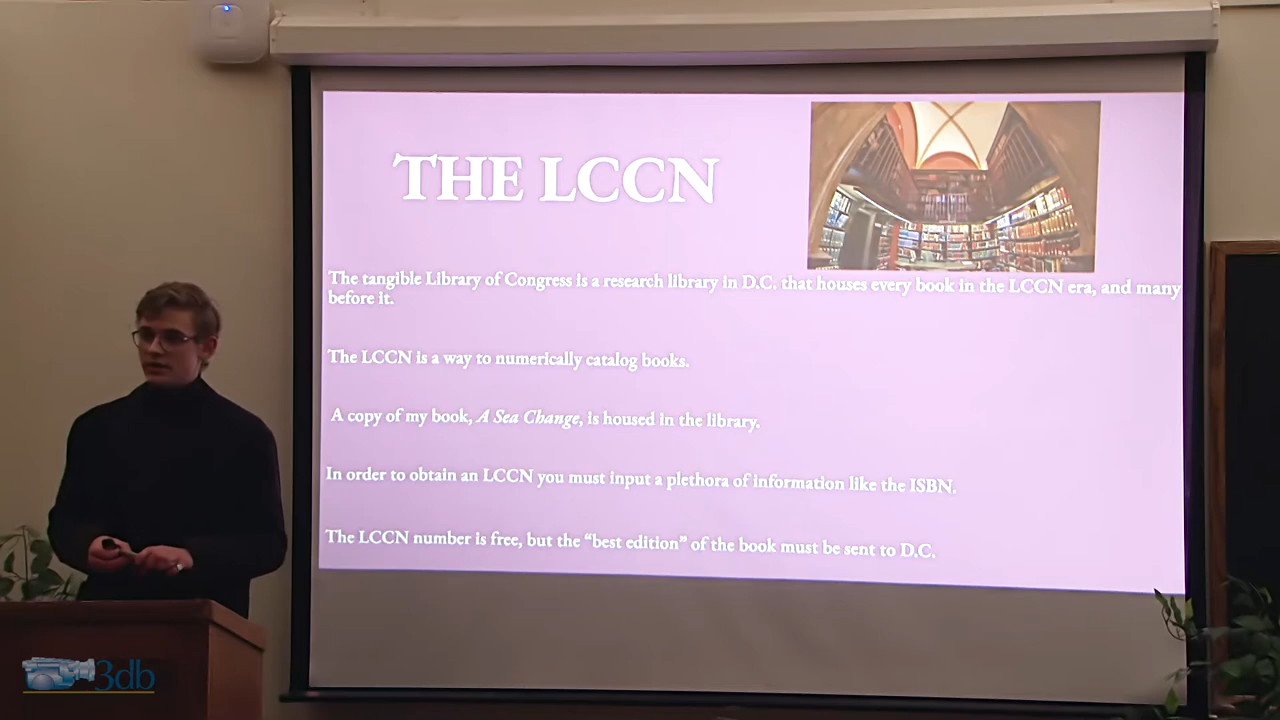 THE LCCN
The tangible Library of Congress is a research library in D.C. that houses every book in the LCCN era, and many
before it.
The LCCN is a way to numerically catalog books.
A copy of my book, A Sea Change, is housed in the library.
In order to obtain an LCCN you must input a plethora of information like the ISBN.
The LCCN number is free, but the “best edition” of the book must be sent to D.C.
3db